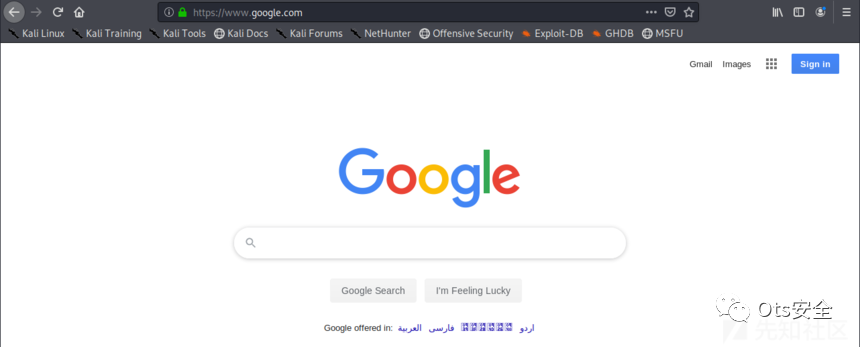 https://www.google.com
Kali Linux Kali Training Kali Tools Kali Docs Kali Forums NetHunter Offensive Security Exploit-DB GHDB MSFU
Gmail Images Sign in
Google
Google Search I'm Feeling Lucky
Google offered in: العربية فارسی اردو
Ots安全
先知社区